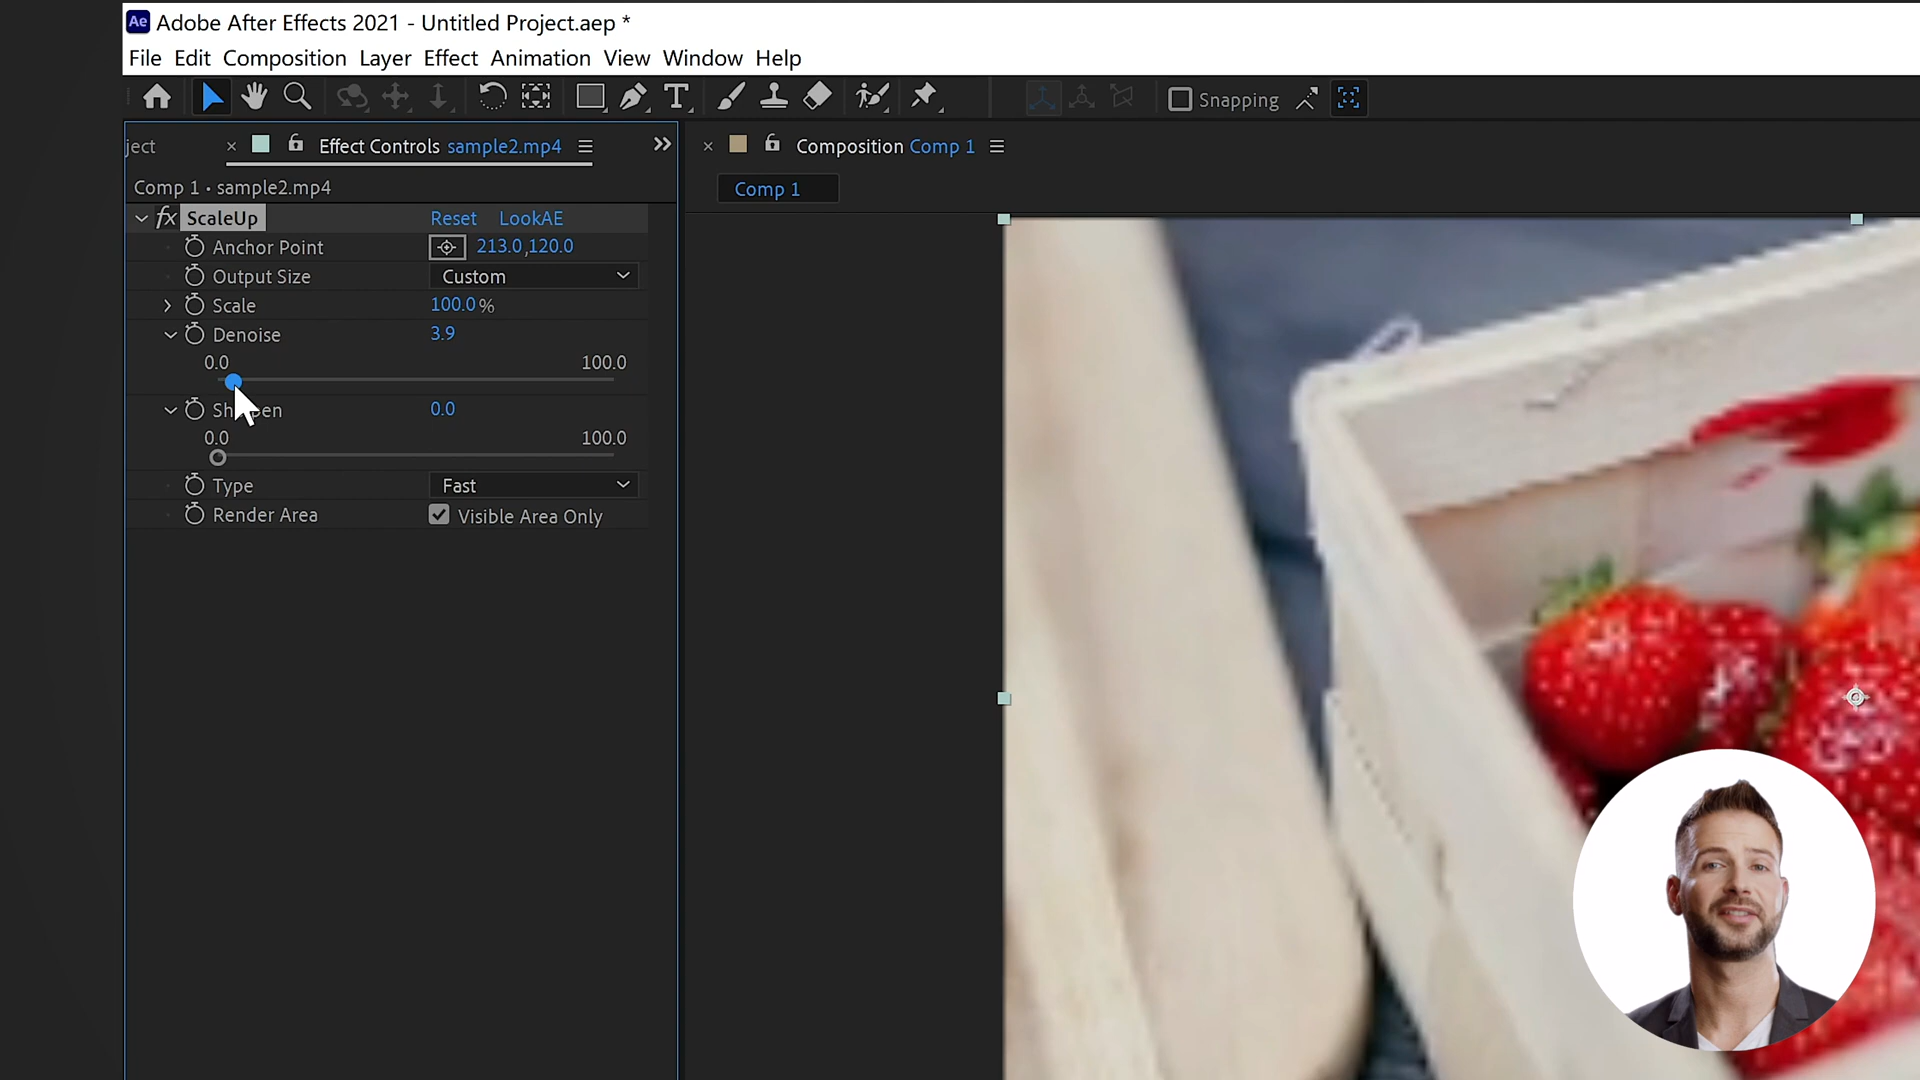 Ae Adobe After Effects 2021 - Untitled Project.aep *
File Edit Composition Layer Effect Animation View Window Help
Snapping
ject × Effect Controls sample2.mp4
× Composition Comp 1
Comp 1 • sample2.mp4
Comp 1
fx ScaleUp Reset LookAE
Anchor Point 213.0,120.0
Output Size Custom
Scale 100.0%
Denoise 3.9
0.0 100.0
0.0
0.0 100.0
Type Fast
Render Area Visible Area Only